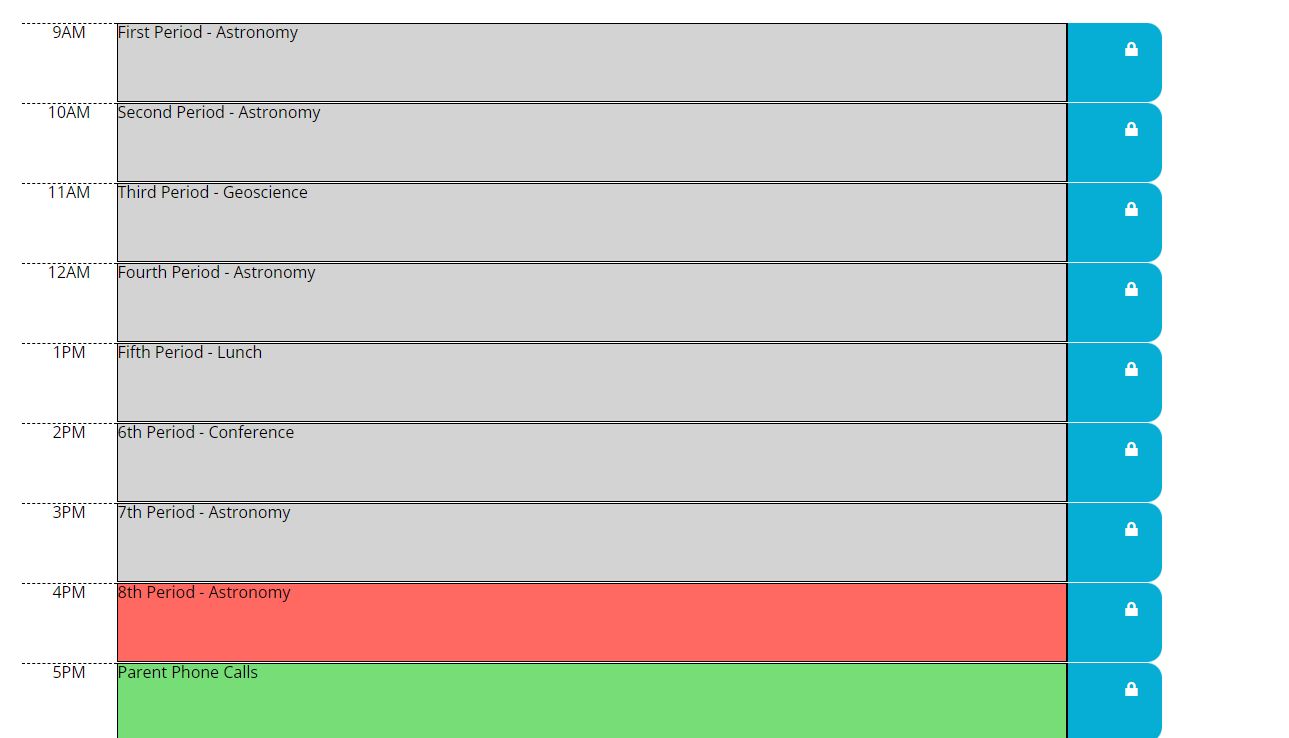 9AM First Period - Astronomy
10AM Second Period - Astronomy
11AM Third Period - Geoscience
12AM Fourth Period - Astronomy
1PM Fifth Period - Lunch
2PM 6th Period - Conference
3PM 7th Period - Astronomy
4PM 8th Period - Astronomy
5PM Parent Phone Calls